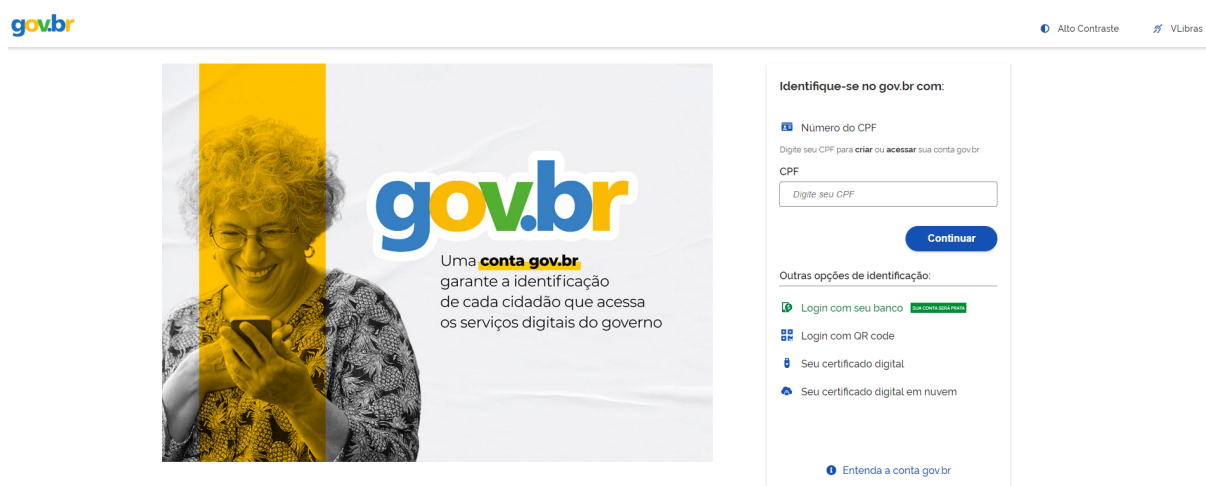 gov.br
Alto Contraste
VLibras
gov.br
Uma conta gov.br
garante a identificação
de cada cidadão que acessa
os serviços digitais do governo
Identifique-se no gov.br com:
Número do CPF
Digite seu CPF para criar ou acessar sua conta gov.br
CPF
Digite seu CPF
Continuar
Outras opções de identificação:
Login com seu banco SUA CONTA SERÁ PRATA
Login com QR code
Seu certificado digital
Seu certificado digital em nuvem
Entenda a conta gov.br